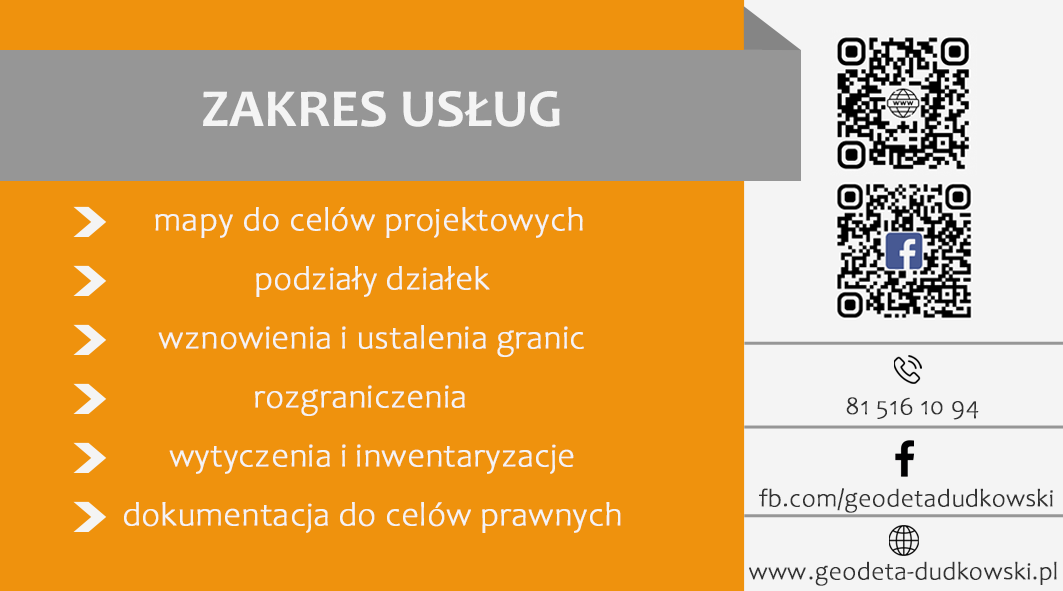 ZAKRES USŁUG
mapy do celów projektowych
podziały działek
wznowienia i ustalenia granic
rozgraniczenia
wytyczenia i inwentaryzacje
dokumentacja do celów prawnych
www
81 516 10 94
fb.com/geodetadudkowski
www.geodeta-dudkowski.pl